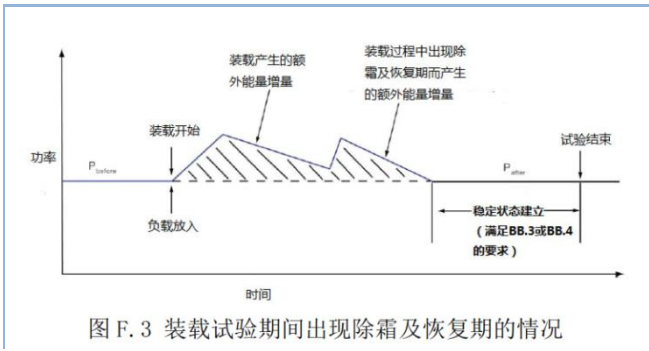 装载产生的额
外能量增量
装载过程中出现除
霜及恢复期而产生
的额外能量增量
装载开始
试验结束
功率
P before
P after
负载放入
稳定状态建立
（满足BB.3或BB.4
的要求）
时间
图 F.3 装载试验期间出现除霜及恢复期的情况